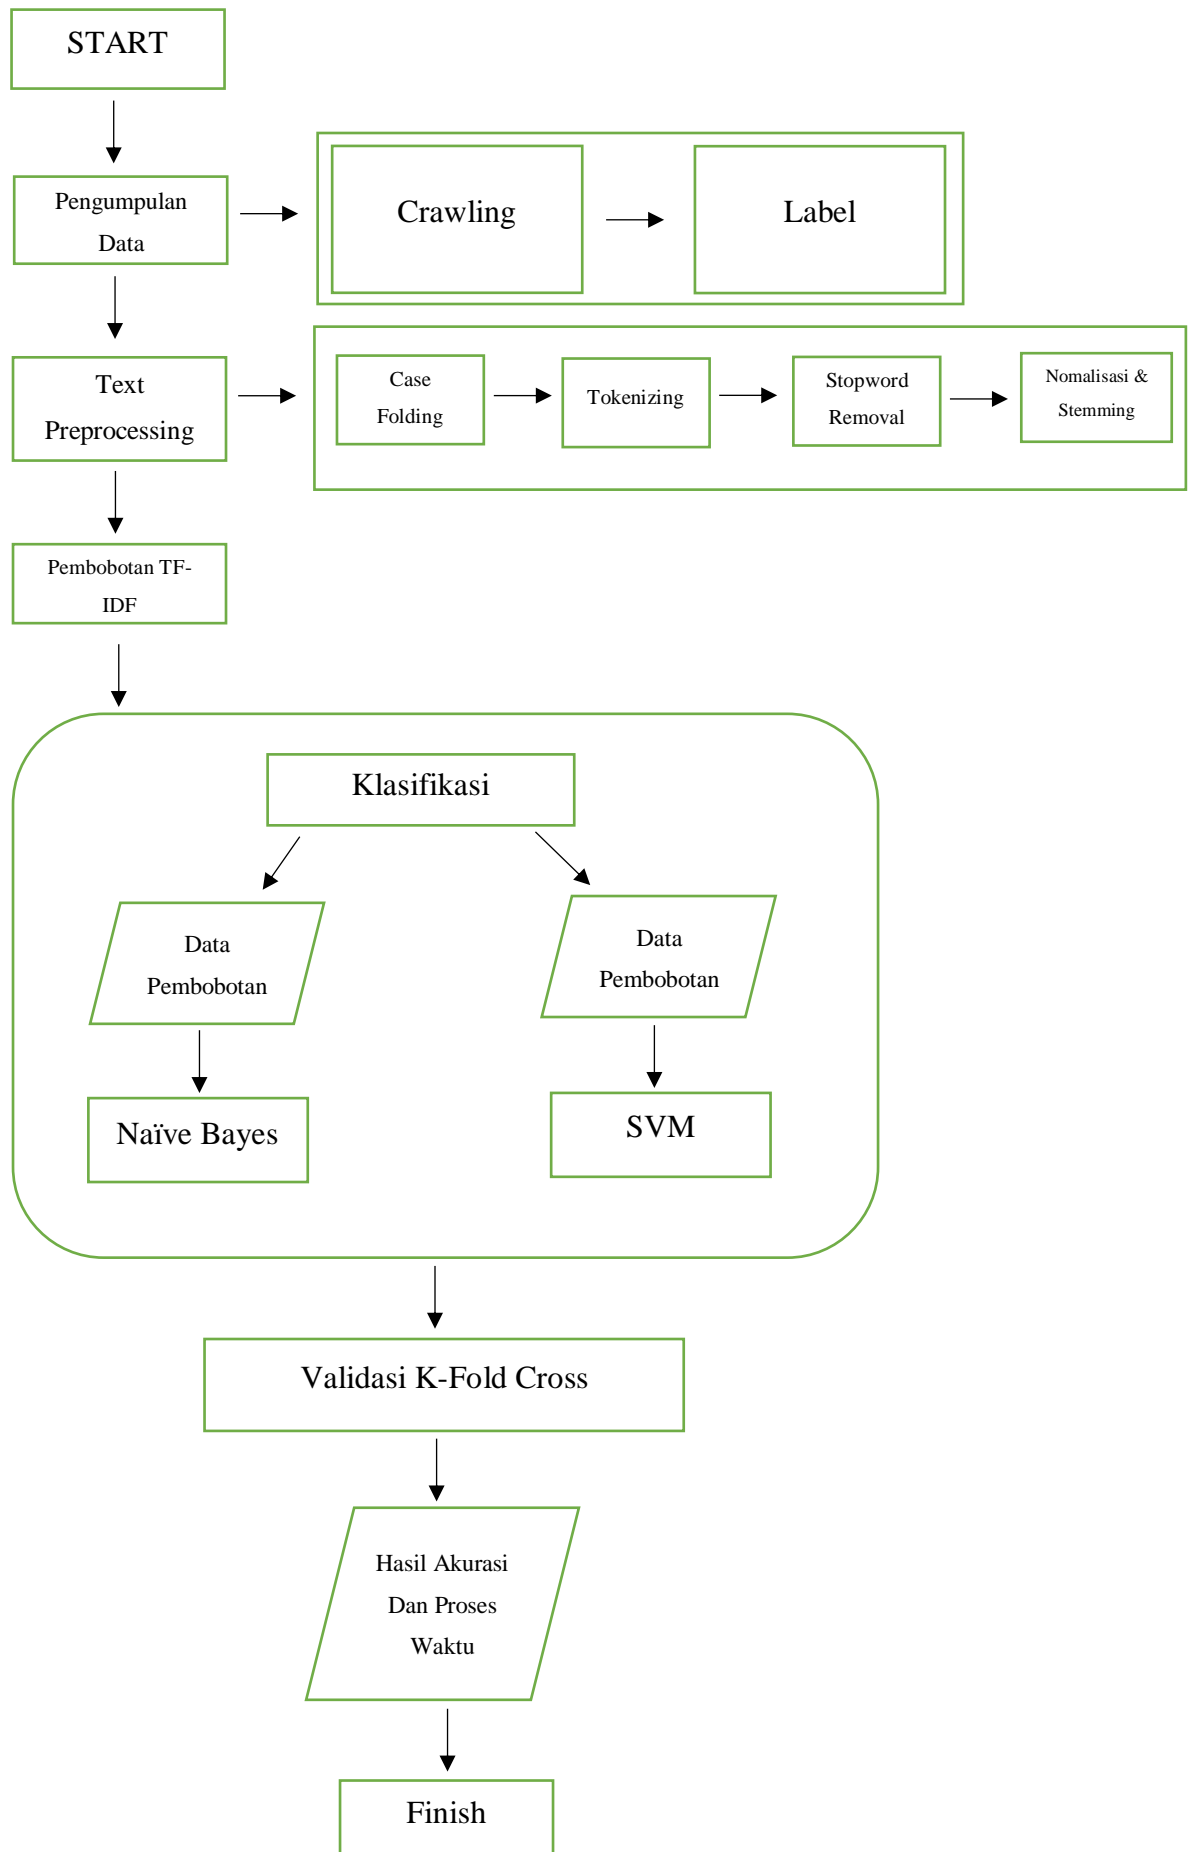 START
Pengumpulan
Data
Crawling
Label
Text
Preprocessing
Case
Folding
Tokenizing
Stopword
Removal
Nomalisasi &
Stemming
Pembobotan TF-
IDF
Klasifikasi
Data
Pembobotan
Data
Pembobotan
Naïve Bayes
SVM
Validasi K-Fold Cross
Hasil Akurasi
Dan Proses
Waktu
Finish